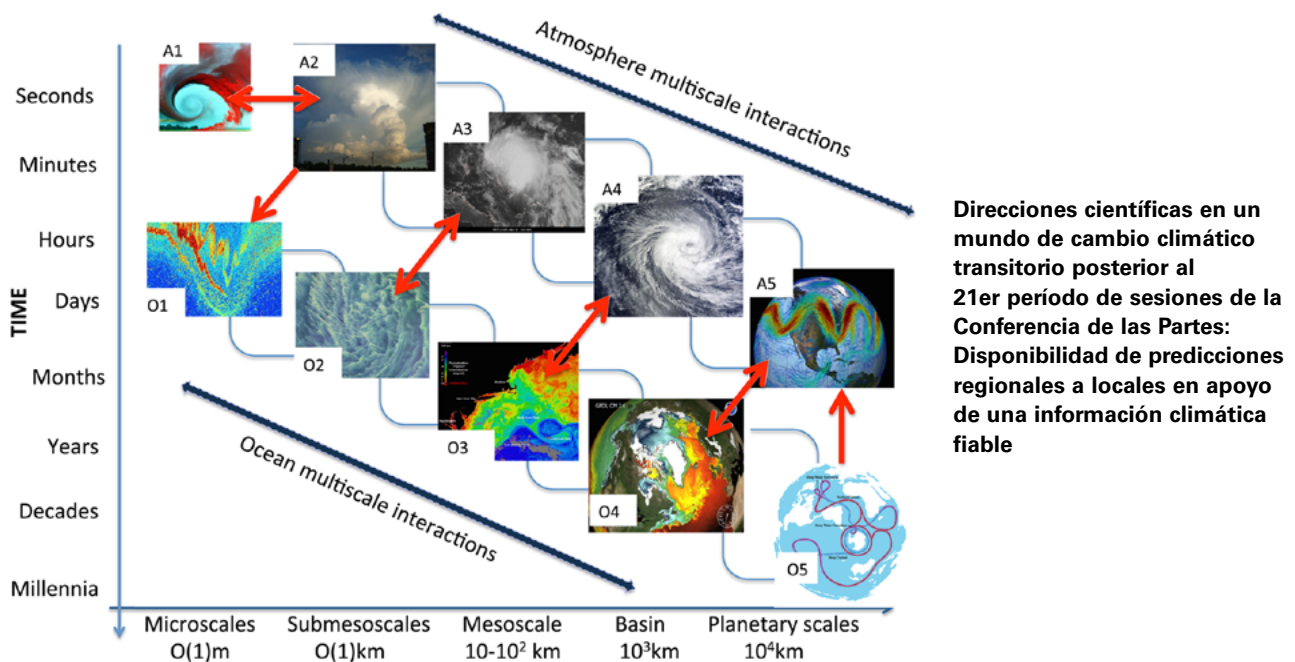 Atmosphere multiscale interactions
A1
A2
A3
A4
A5
TIME
Seconds
Minutes
Hours
Days
Months
Years
Decades
Millennia
O1
O2
O3
O4
O5
Ocean multiscale interactions
Microscales
O(1)m
Submesoscales
O(1)km
Mesoscale
10-10² km
Basin
10³km
Planetary scales
10⁴km
Direcciones científicas en un
mundo de cambio climático
transitorio posterior al
21er período de sesiones de la
Conferencia de las Partes:
Disponibilidad de predicciones
regionales a locales en apoyo
de una información climática
fiable